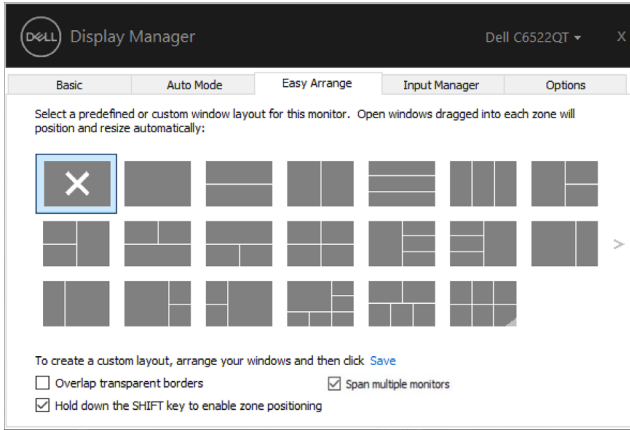 DELL Display Manager Dell C6522QT X
Basic Auto Mode Easy Arrange Input Manager Options
Select a predefined or custom window layout for this monitor. Open windows dragged into each zone will
position and resize automatically:
To create a custom layout, arrange your windows and then click Save
Overlap transparent borders Span multiple monitors
Hold down the SHIFT key to enable zone positioning